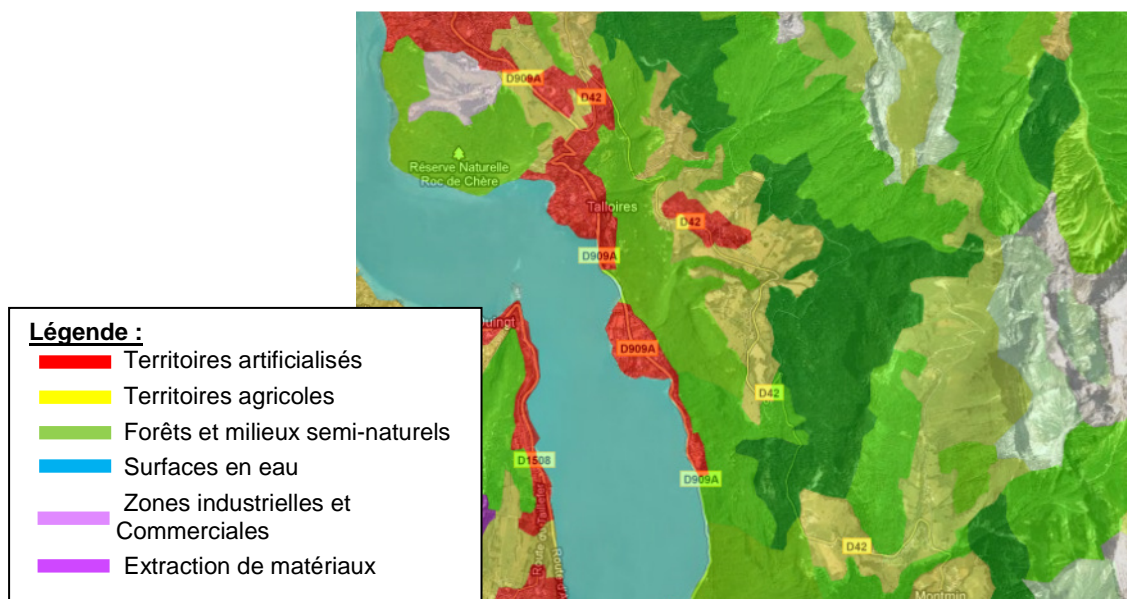 D909A
D42
Réserve Naturelle
Roc de Chère
Talloires
D42
D909A
D909A
D42
D1508
D909A
D42
Montmin
Légende :
Territoires artificialisés
Territoires agricoles
Forêts et milieux semi-naturels
Surfaces en eau
Zones industrielles et
Commerciales
Extraction de matériaux